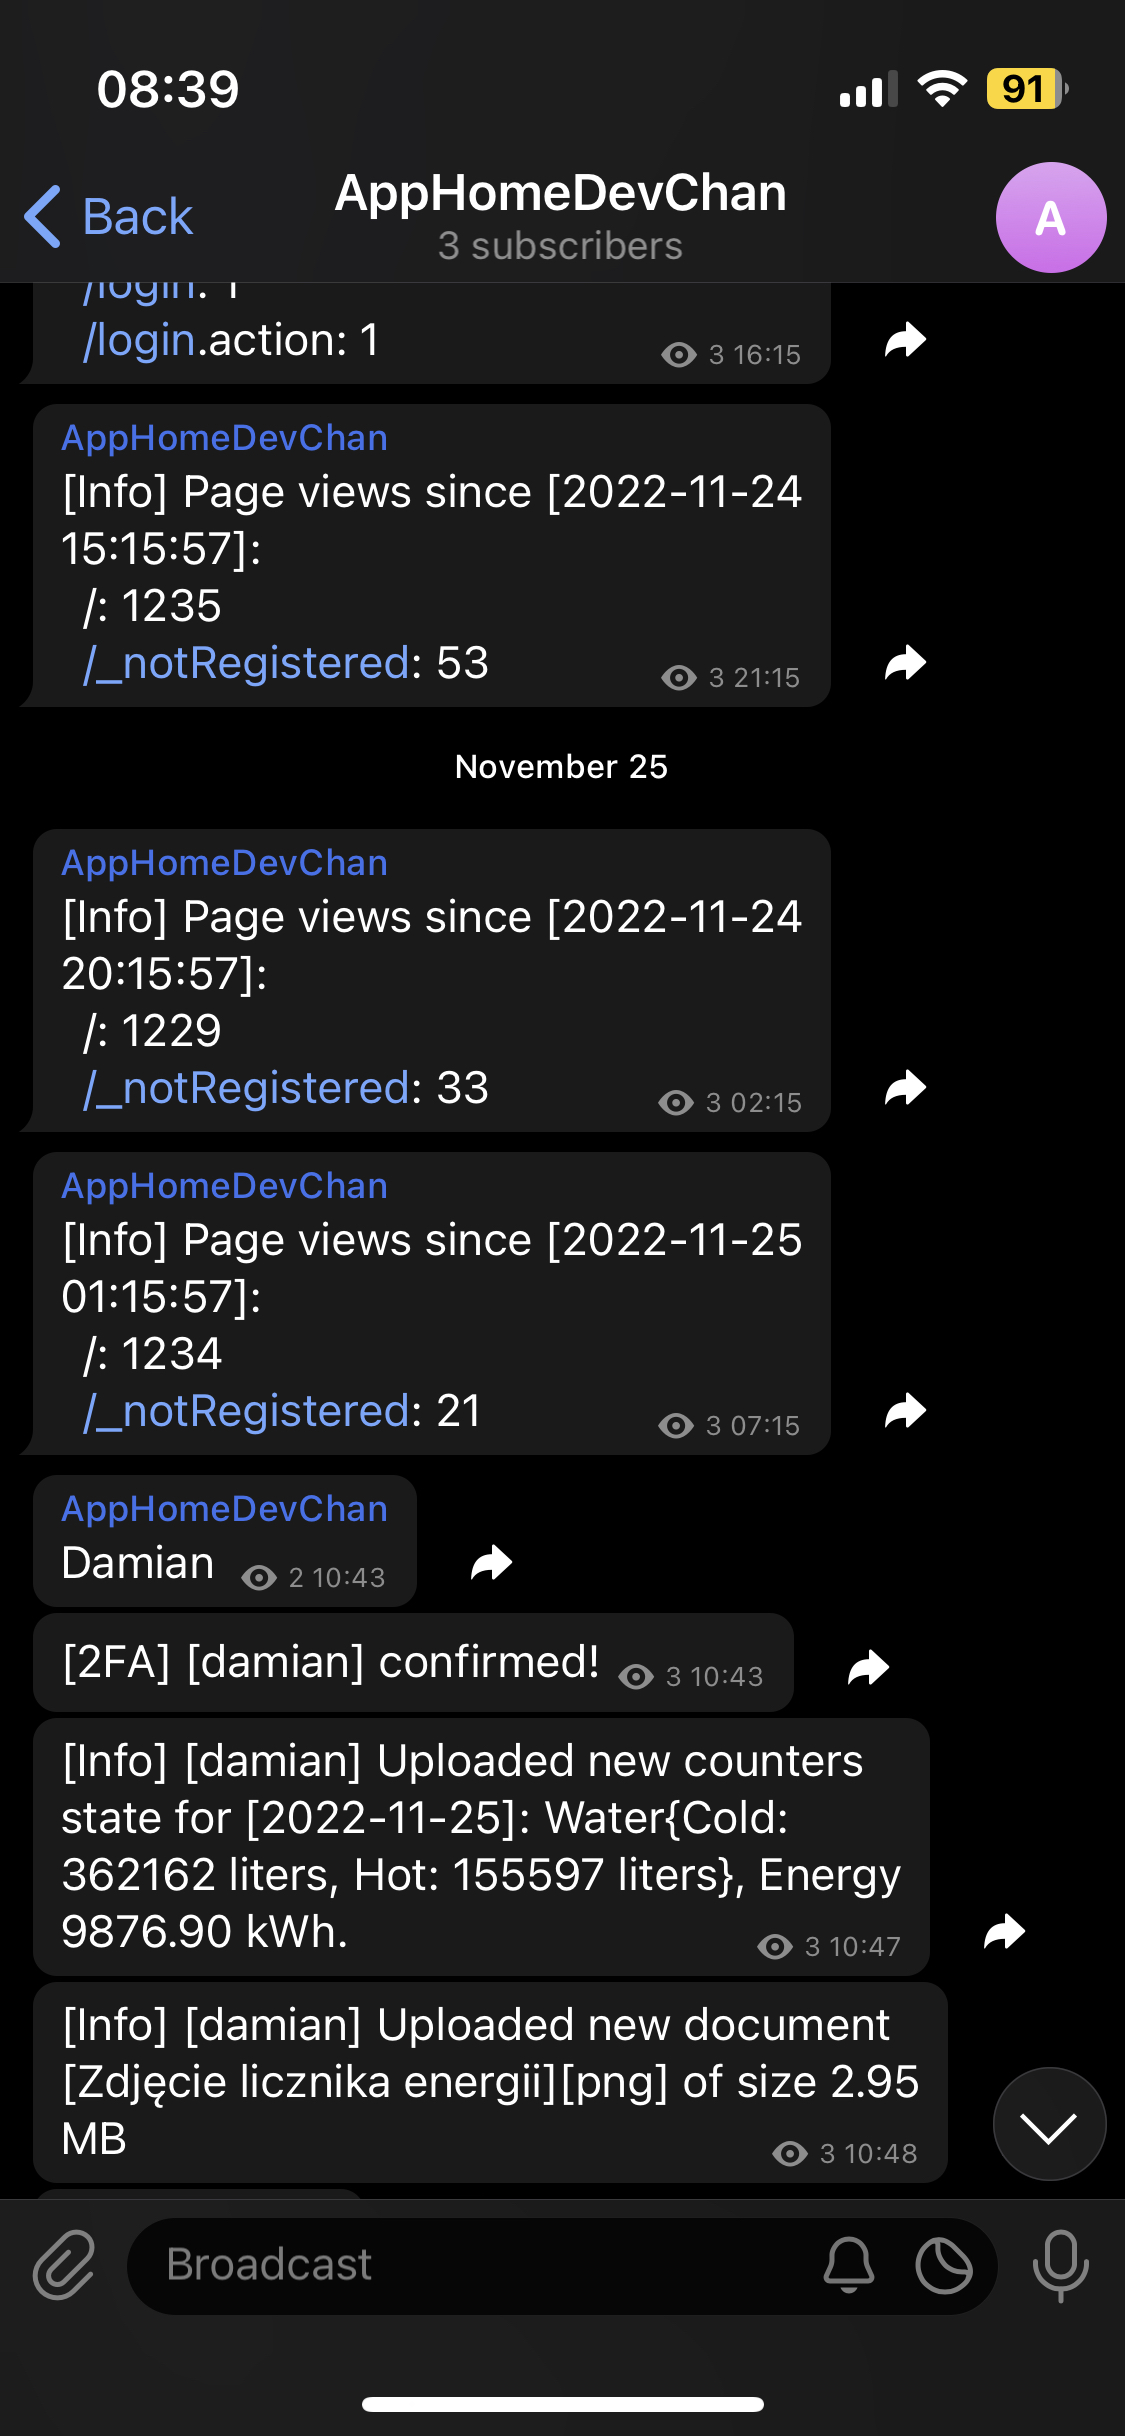 08:39
91
Back
AppHomeDevChan
3 subscribers
A
/login: 1
/login.action: 1
3 16:15
AppHomeDevChan
[Info] Page views since [2022-11-24
15:15:57]:
/: 1235
/_notRegistered: 53
3 21:15
November 25
AppHomeDevChan
[Info] Page views since [2022-11-24
20:15:57]:
/: 1229
/_notRegistered: 33
3 02:15
AppHomeDevChan
[Info] Page views since [2022-11-25
01:15:57]:
/: 1234
/_notRegistered: 21
3 07:15
AppHomeDevChan
Damian
2 10:43
[2FA] [damian] confirmed!
3 10:43
[Info] [damian] Uploaded new counters
state for [2022-11-25]: Water{Cold:
362162 liters, Hot: 155597 liters}, Energy
9876.90 kWh.
3 10:47
[Info] [damian] Uploaded new document
[Zdjęcie licznika energii][png] of size 2.95
MB
3 10:48
Broadcast